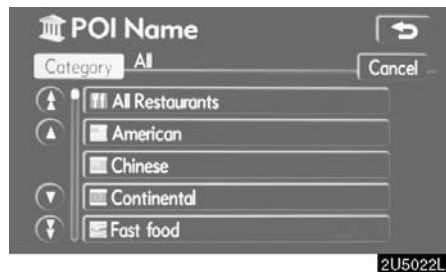 POI Name
Category All
Cancel
All Restaurants
American
Chinese
Continental
Fast food
2U5022L